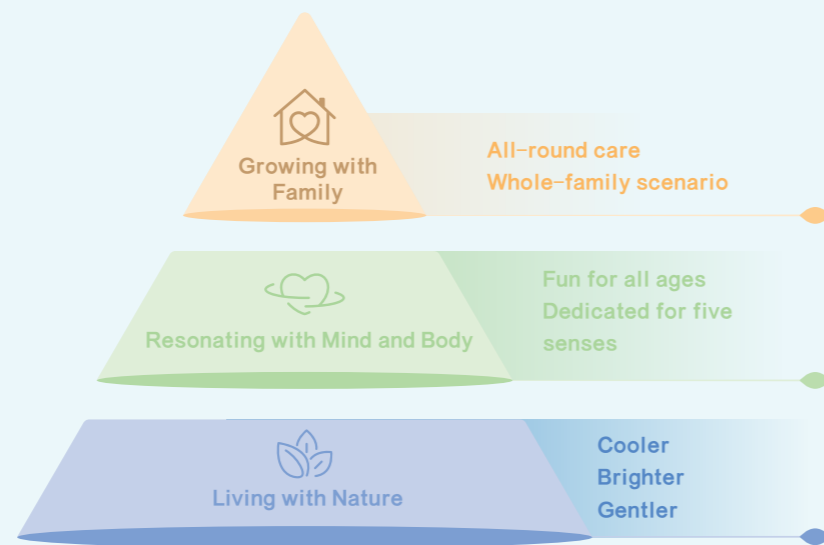 Growing with
Family
All-round care
Whole-family scenario
Resonating with Mind and Body
Fun for all ages
Dedicated for five
senses
Living with Nature
Cooler
Brighter
Gentler